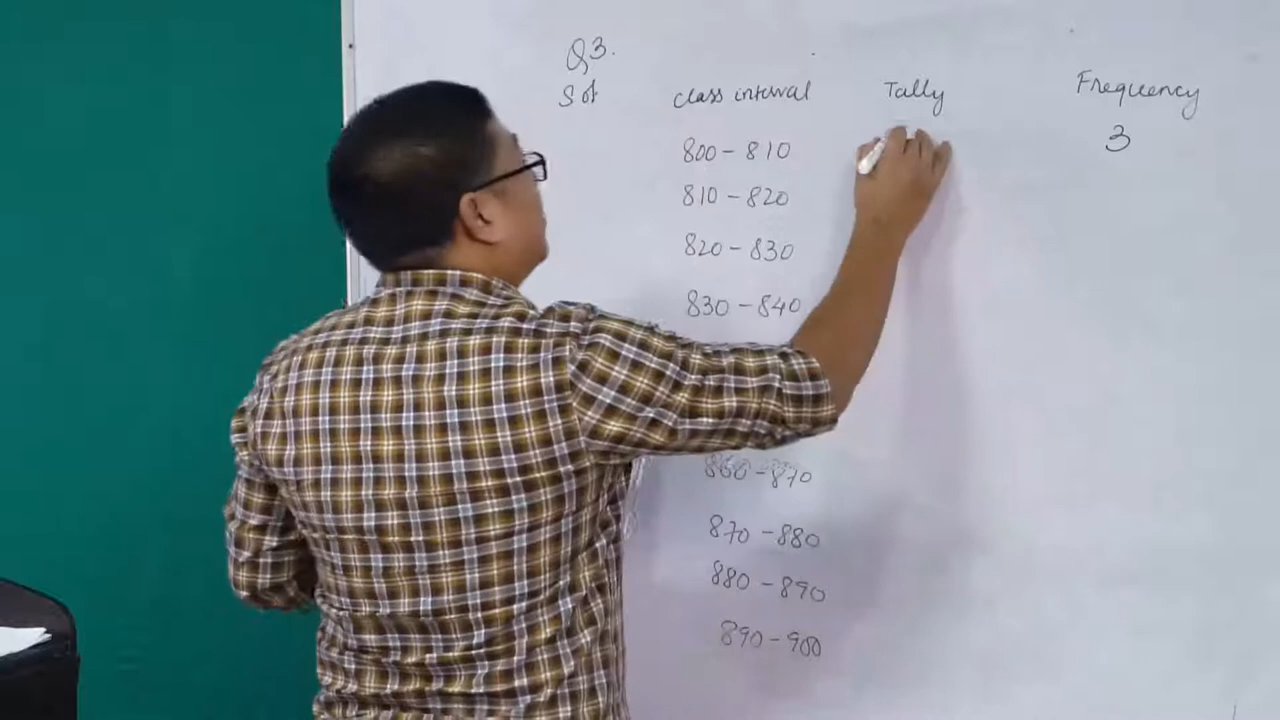 Q3.
Sol
class interval Tally Frequency
800 - 810 3
810 - 820
820 - 830
830 - 840
860 - 870
870 - 880
880 - 890
890 - 900